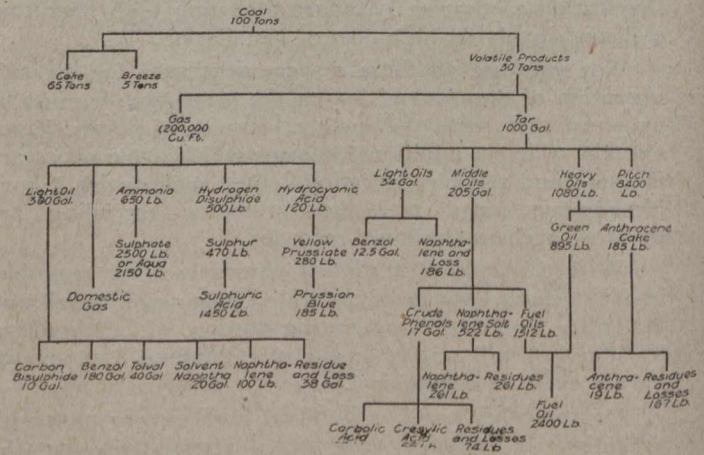 Coal
100 Tons
Coke
65 Tons
Breeze
5 Tons
Volatile Products
30 Tons
Gas
(200,000
Cu. Ft.
Tar
1000 Gal.
Light Oil
Gal.
Ammonia
650 Lb.
Hydrogen
Disulphide
500 Lb.
Hydrocyanic
Acid
120 Lb.
Light Oils
34 Gal.
Middle
Oils
205 Gal.
Heavy
Oils
1080 Lb.
Pitch
8400
Lb.
Sulphate
2500 Lb.
or Aqua
2150 Lb.
Sulphur
470 Lb.
Yellow
Prussiate
280 Lb.
Benzol
12.5 Gal.
Naphtha-
lene and
Loss
186 Lb.
Green
Oil
895 Lb.
Anthracene
Cake
185 Lb.
Domestic
Gas
Sulphuric
Acid
1450 Lb.
Prussian
Blue
185 Lb.
Crude
Phenals
17 Gal.
Naphtha-
lene Salt
522 Lb.
Fuel
Oils
1512 Lb.
Carbon
Bisulphide
10 Gal.
Benzol
180 Gal.
Toluol
40 Gal
Solvent
Naphtha
20 Gal.
Naphtha-
lene
100 Lb.
Residue
and Loss
38 Gal.
Naphtha-
lene
261 Lb.
Residues
261 Lb.
Fuel
Oil
2400 Lb.
Anthra-
cene
19 Lb.
Residues
and
Losses
167 Lb.
Carbolic
Acid
Cresylic
Acid
Residues
and Losses
74 Lb